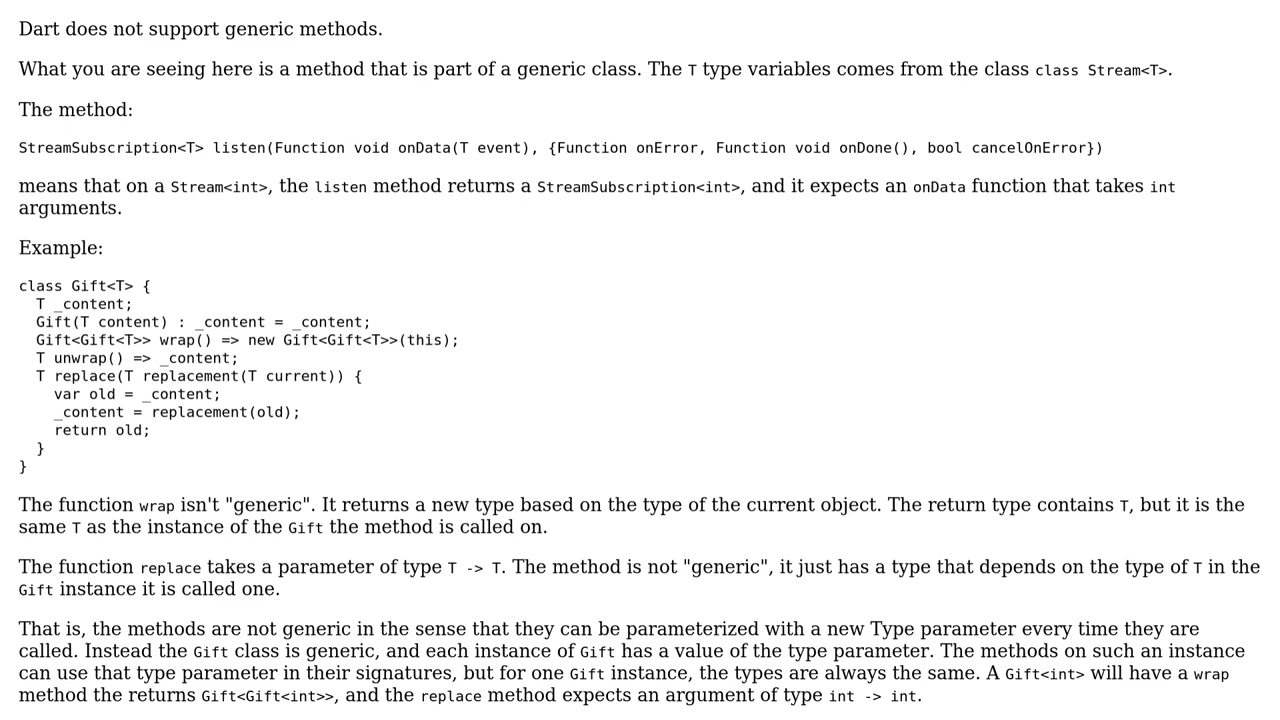 Dart does not support generic methods.
What you are seeing here is a method that is part of a generic class. The T type variables comes from the class class Stream<T>.
The method:
StreamSubscription<T> listen(Function void onData(T event), {Function onError, Function void onDone(), bool cancelOnError})
means that on a Stream<int>, the listen method returns a StreamSubscription<int>, and it expects an onData function that takes int
arguments.
Example:
class Gift<T> {
  T _content;
  Gift(T content) : _content = _content;
  Gift<Gift<T>> wrap() => new Gift<Gift<T>>(this);
  T unwrap() => _content;
  T replace(T replacement(T current)) {
    var old = _content;
    _content = replacement(old);
    return old;
  }
}
The function wrap isn't "generic". It returns a new type based on the type of the current object. The return type contains T, but it is the
same T as the instance of the Gift the method is called on.
The function replace takes a parameter of type T -> T. The method is not "generic", it just has a type that depends on the type of T in the
Gift instance it is called one.
That is, the methods are not generic in the sense that they can be parameterized with a new Type parameter every time they are
called. Instead the Gift class is generic, and each instance of Gift has a value of the type parameter. The methods on such an instance
can use that type parameter in their signatures, but for one Gift instance, the types are always the same. A Gift<int> will have a wrap
method the returns Gift<Gift<int>>, and the replace method expects an argument of type int -> int.